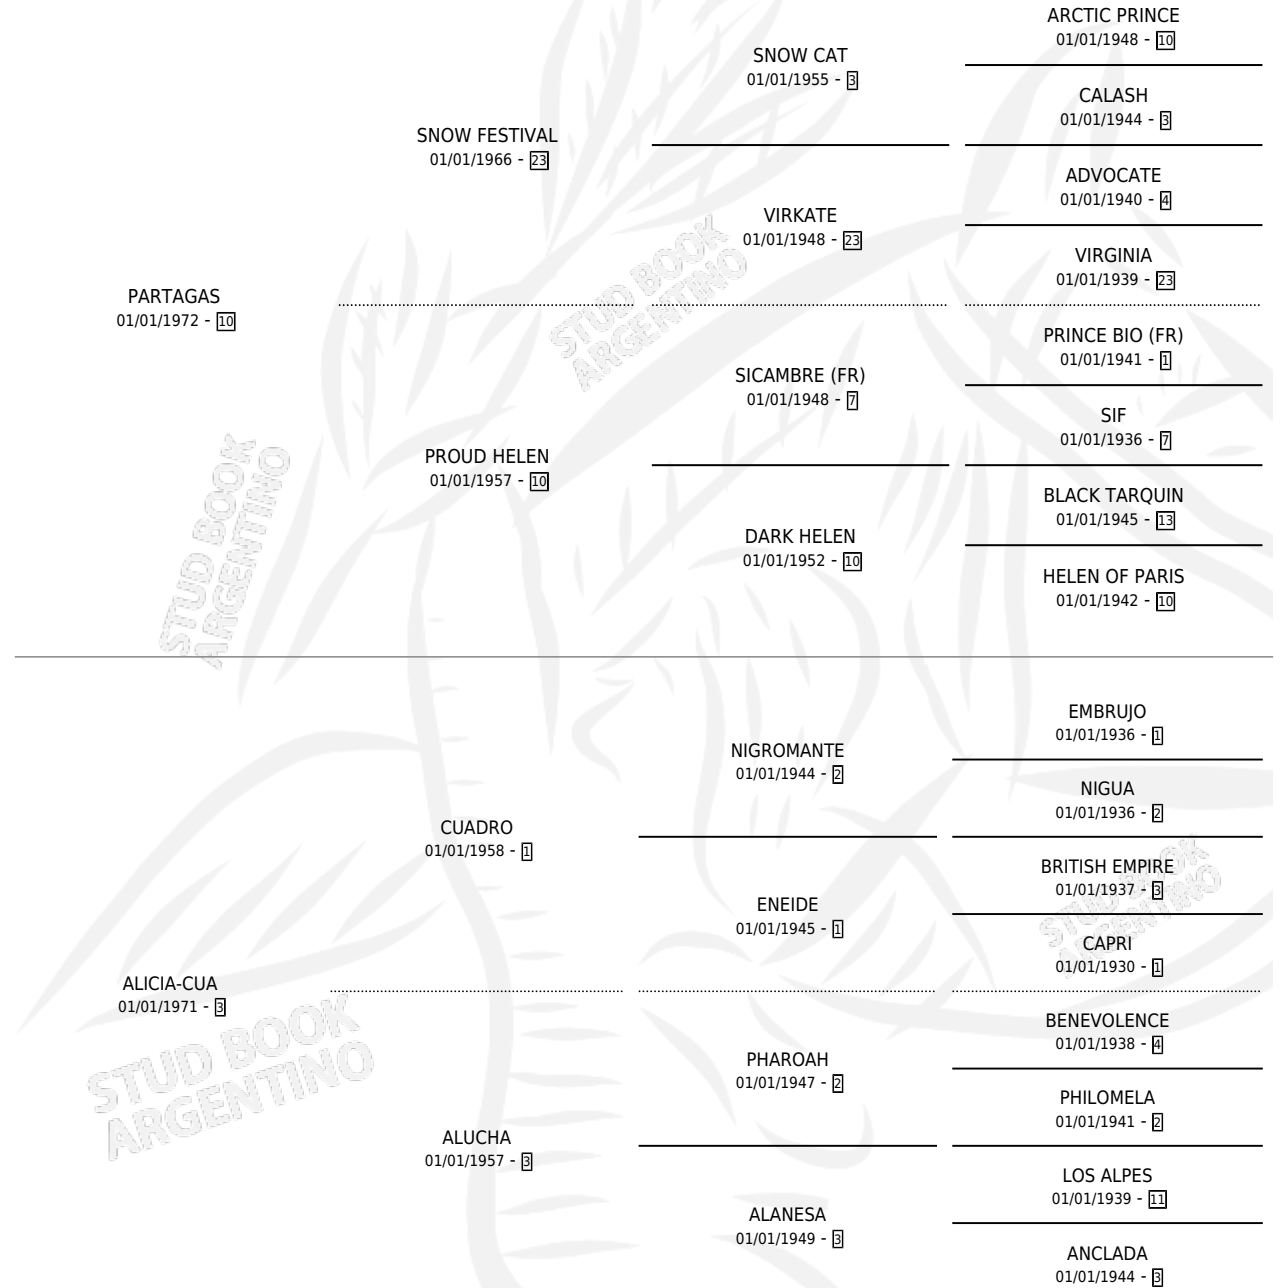 ARCTIC PRINCE
01/01/1948 - 10
SNOW CAT
01/01/1955 - 3
CALASH
01/01/1944 - 3
SNOW FESTIVAL
01/01/1966 - 23
ADVOCATE
01/01/1940 - 4
VIRKATE
01/01/1948 - 23
VIRGINIA
01/01/1939 - 23
PARTAGAS
01/01/1972 - 10
PRINCE BIO (FR)
01/01/1941 - 1
SICAMBRE (FR)
01/01/1948 - 7
SIF
01/01/1936 - 7
PROUD HELEN
01/01/1957 - 10
BLACK TARQUIN
01/01/1945 - 13
DARK HELEN
01/01/1952 - 10
HELEN OF PARIS
01/01/1942 - 10
EMBRUJO
01/01/1936 - 1
NIGROMANTE
01/01/1944 - 2
NIGUA
01/01/1936 - 2
CUADRO
01/01/1958 - 1
BRITISH EMPIRE
01/01/1937 - 3
ENEIDE
01/01/1945 - 1
CAPRI
01/01/1930 - 1
ALICIA-CUA
01/01/1971 - 3
BENEVOLENCE
01/01/1938 - 4
PHAROAH
01/01/1947 - 2
PHILOMELA
01/01/1941 - 2
ALUCHA
01/01/1957 - 3
LOS ALPES
01/01/1939 - 11
ALANESA
01/01/1949 - 3
ANCLADA
01/01/1944 - 3
STUD BOOK
ARGENTINO
STUD BOOK
ARGENTINO
STUD BOOK
ARGENTINO
STUD BOOK
ARGENTINO